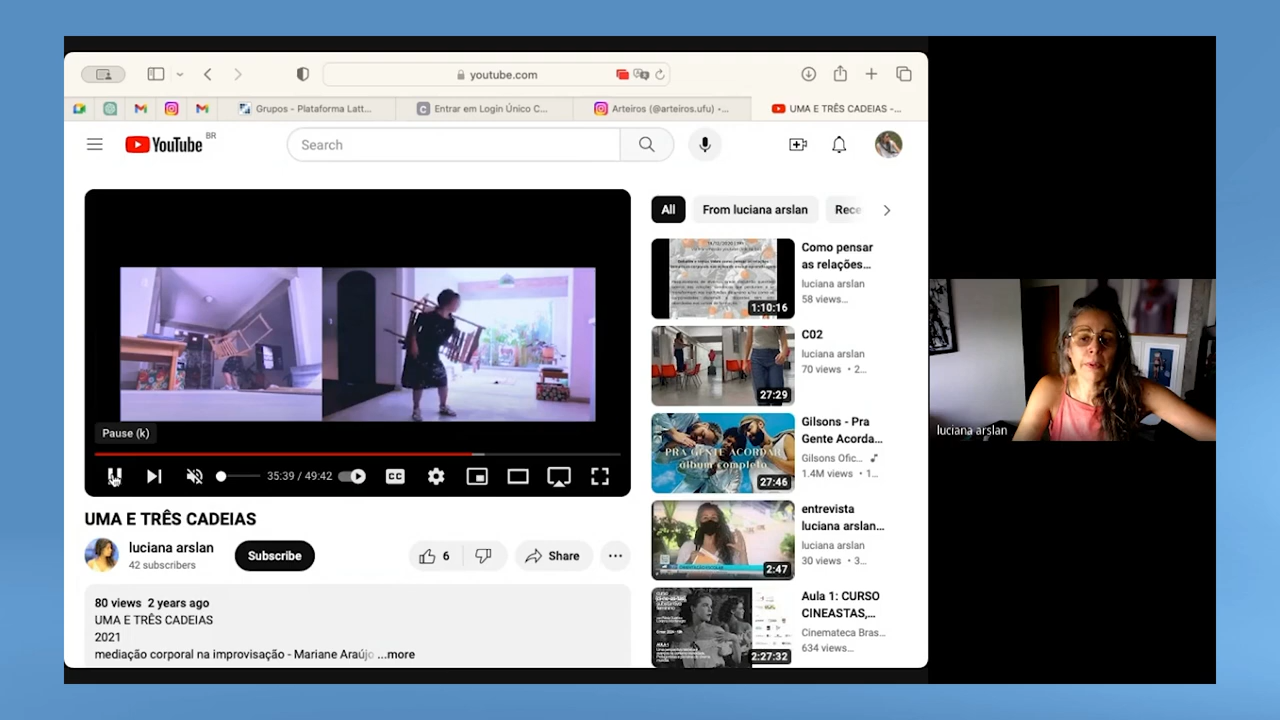 youtube.com
Grupos - Plataforma Latt...
Entrar em Login Único C...
Arteiros (@arteiros.ufu) •...
UMA E TRÊS CADEIAS -...
YouTube BR
Search
All
From luciana arslan
Rece
Como pensar
as relações...
luciana arslan
58 views...
1:10:16
C02
luciana arslan
70 views • 2...
27:29
Gilsons - Pra
Gente Acorda...
Gilsons Ofic...
1.4M views • 1...
PRA GENTE ACORDAR
álbum completo
27:46
entrevista
luciana arslan...
luciana arslan
30 views • 3...
2:47
Aula 1: CURSO
CINEASTAS,...
Cinemateca Bras...
634 views...
2:27:32
Pause (k)
35:39 / 49:42
CC
UMA E TRÊS CADEIAS
luciana arslan
42 subscribers
Subscribe
6
Share
80 views 2 years ago
UMA E TRÊS CADEIAS
2021
mediação corporal na improvisação - Mariane Araújo ...more
luciana arslan